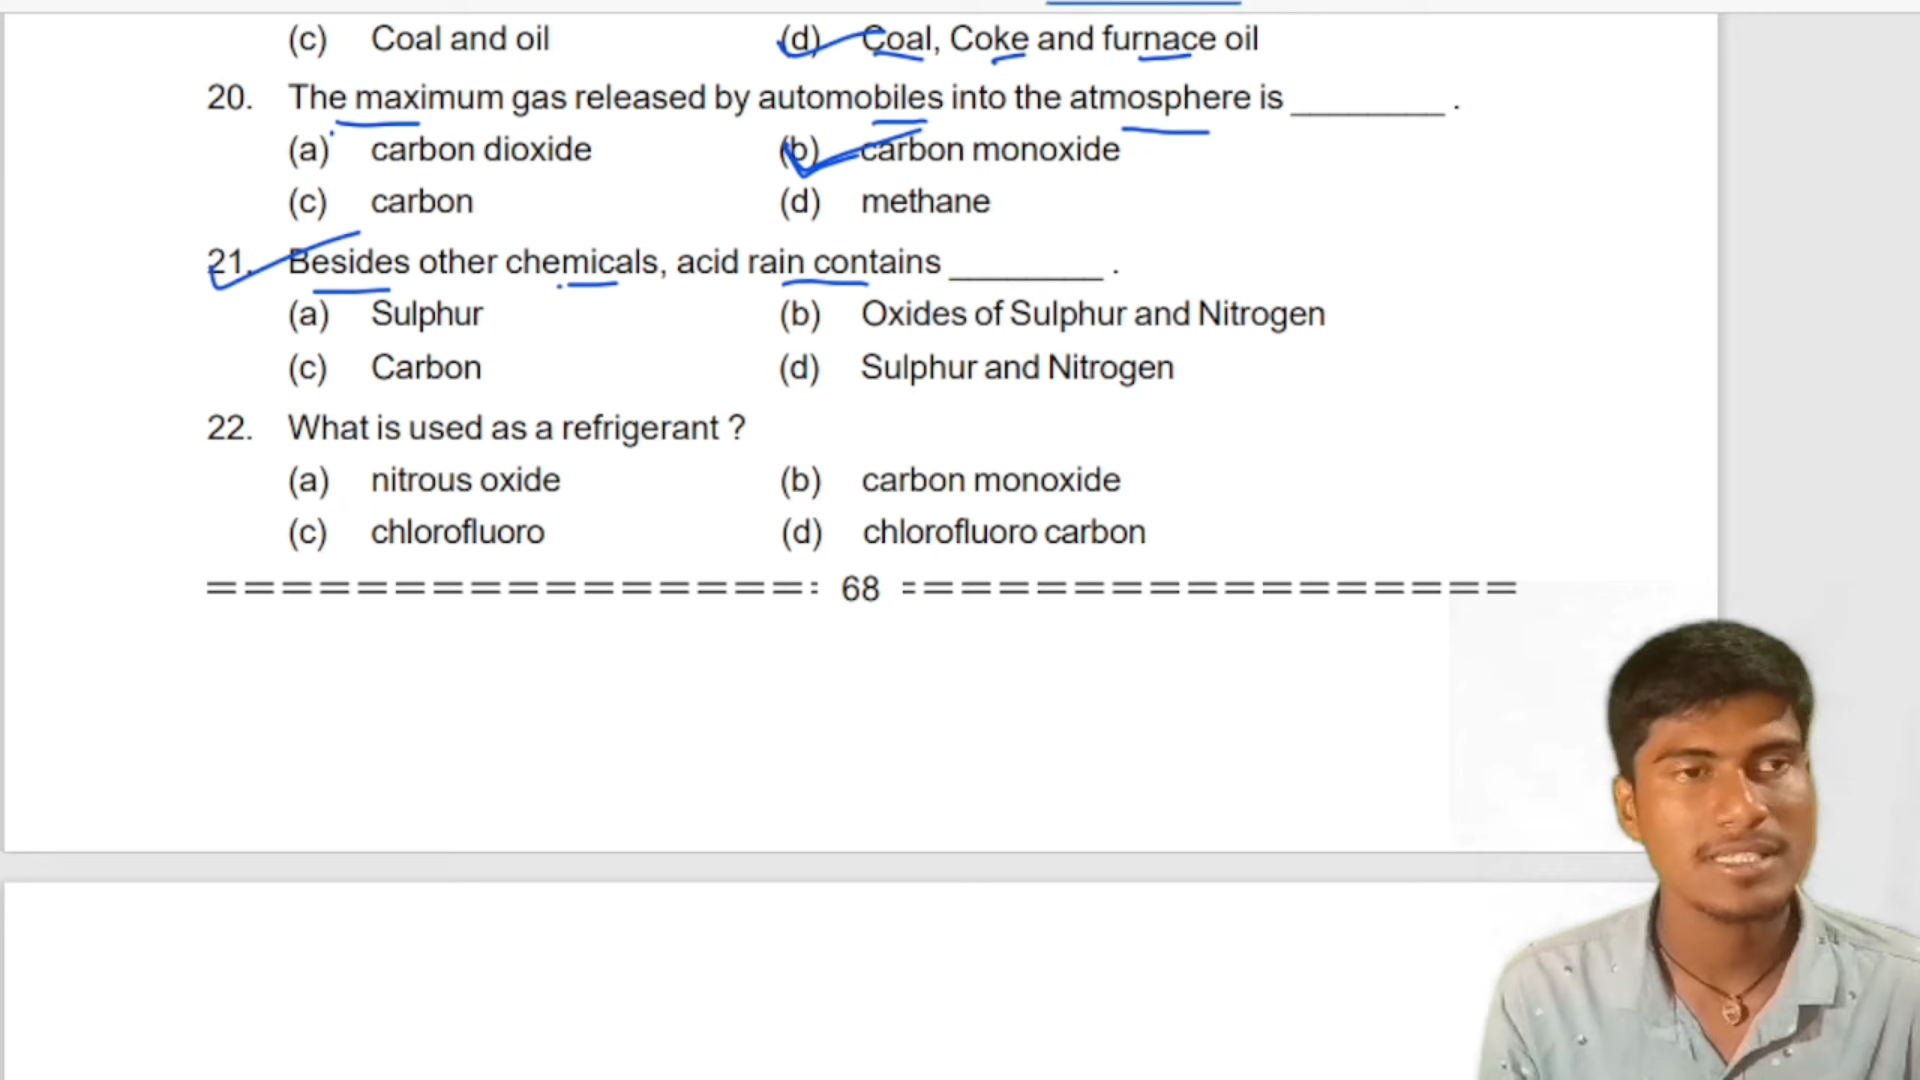 (c) Coal and oil (d) Coal, Coke and furnace oil
20. The maximum gas released by automobiles into the atmosphere is ________ .
(a) carbon dioxide (b) carbon monoxide
(c) carbon (d) methane
21. Besides other chemicals, acid rain contains ________ .
(a) Sulphur (b) Oxides of Sulphur and Nitrogen
(c) Carbon (d) Sulphur and Nitrogen
22. What is used as a refrigerant ?
(a) nitrous oxide (b) carbon monoxide
(c) chlorofluoro (d) chlorofluoro carbon
================: 68 :================